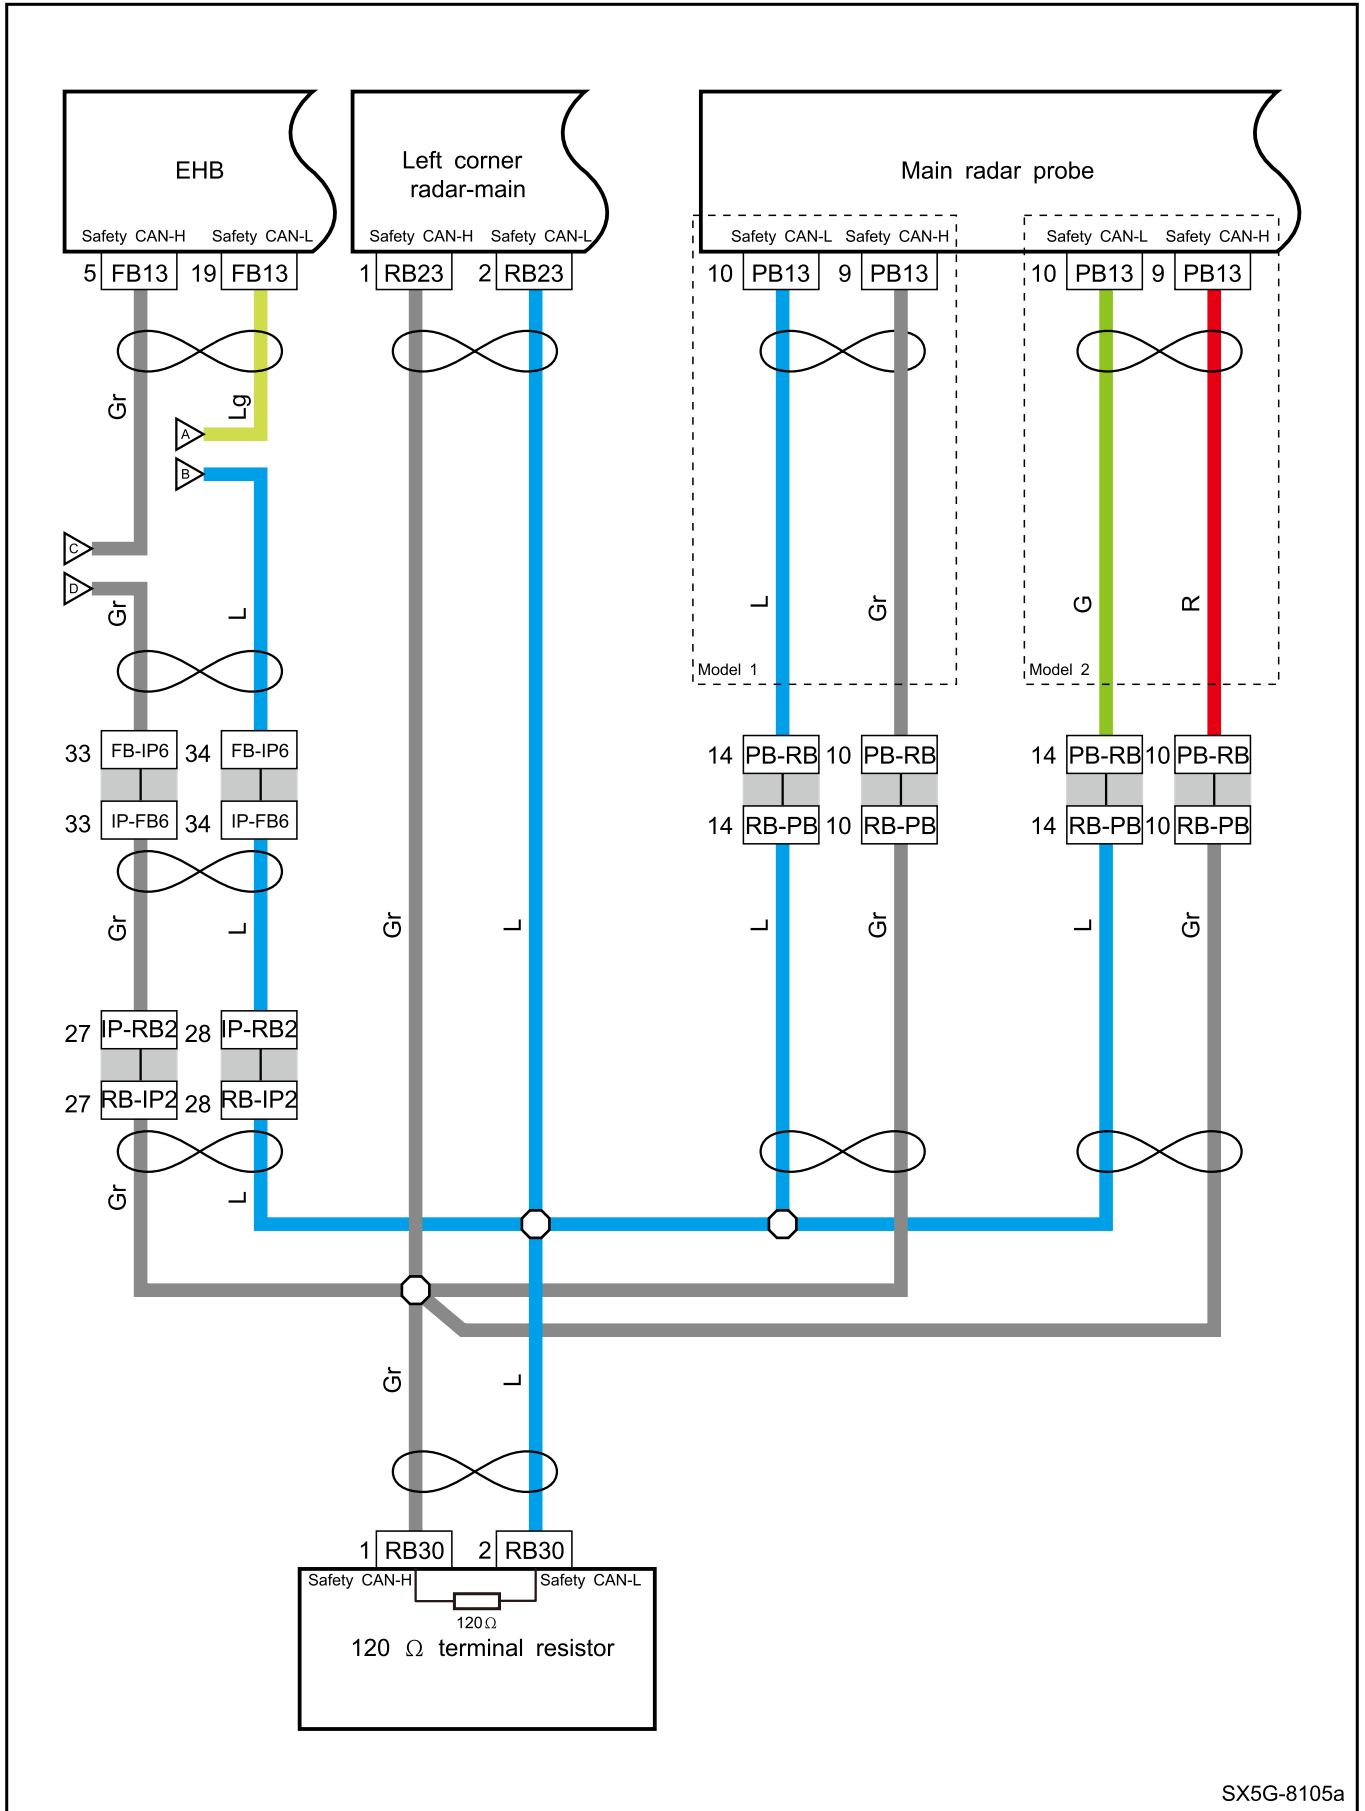 EHB
Left corner
radar-main
Main radar probe
Safety CAN-H Safety CAN-L Safety CAN-H Safety CAN-L Safety CAN-L Safety CAN-H Safety CAN-L Safety CAN-H
5 FB13 19 FB13 1 RB23 2 RB23 10 PB13 9 PB13 10 PB13 9 PB13
Gr Lg
A
B
C
D
Gr L L Gr G R
Model 1 Model 2
33 FB-IP6 34 FB-IP6 14 PB-RB 10 PB-RB 14 PB-RB 10 PB-RB
33 IP-FB6 34 IP-FB6 14 RB-PB 10 RB-PB 14 RB-PB 10 RB-PB
Gr L Gr L L Gr L Gr
27 IP-RB2 28 IP-RB2
27 RB-IP2 28 RB-IP2
Gr L
Gr L
1 RB30 2 RB30
Safety CAN-H Safety CAN-L
120Ω
120 Ω terminal resistor
SX5G-8105a